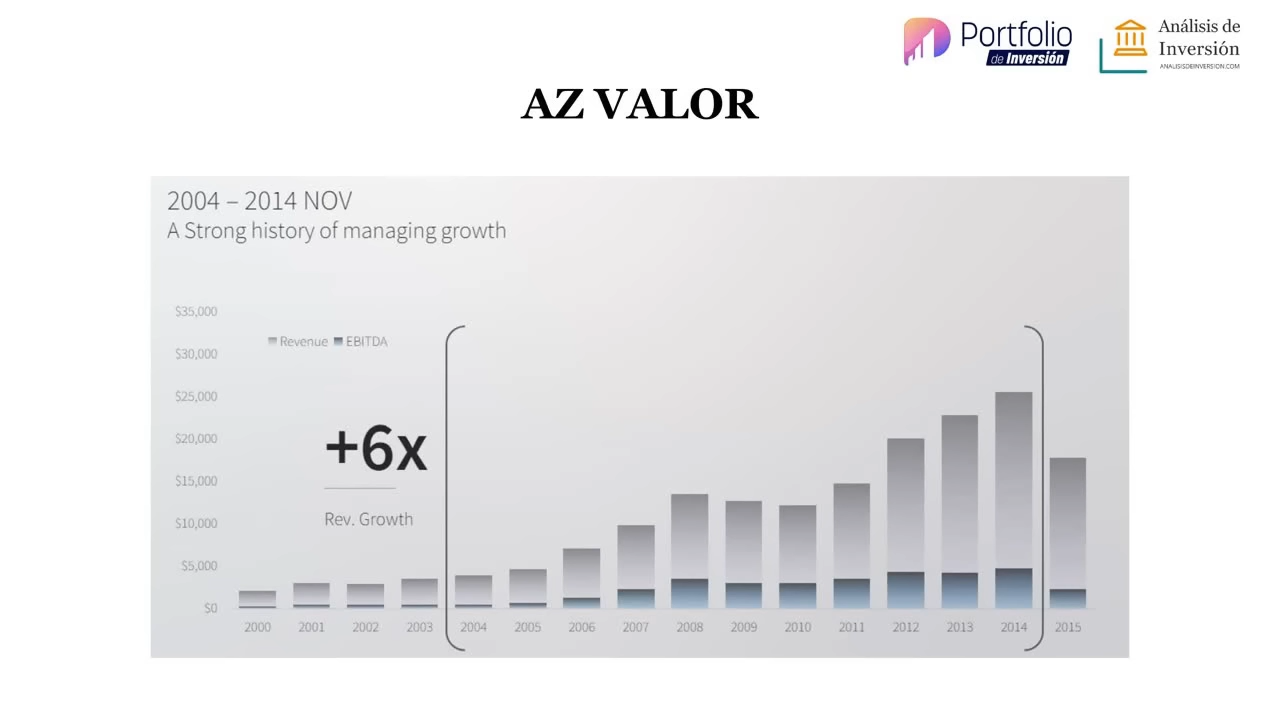 Portfolio
de Inversión
Análisis de
Inversión
ANALISISDEINVERSION.COM
AZ VALOR
2004 – 2014 NOV
A Strong history of managing growth
$35,000
$30,000
$25,000
$20,000
$15,000
$10,000
$5,000
$0
Revenue EBITDA
+6x
Rev. Growth
2000 2001 2002 2003 2004 2005 2006 2007 2008 2009 2010 2011 2012 2013 2014 2015